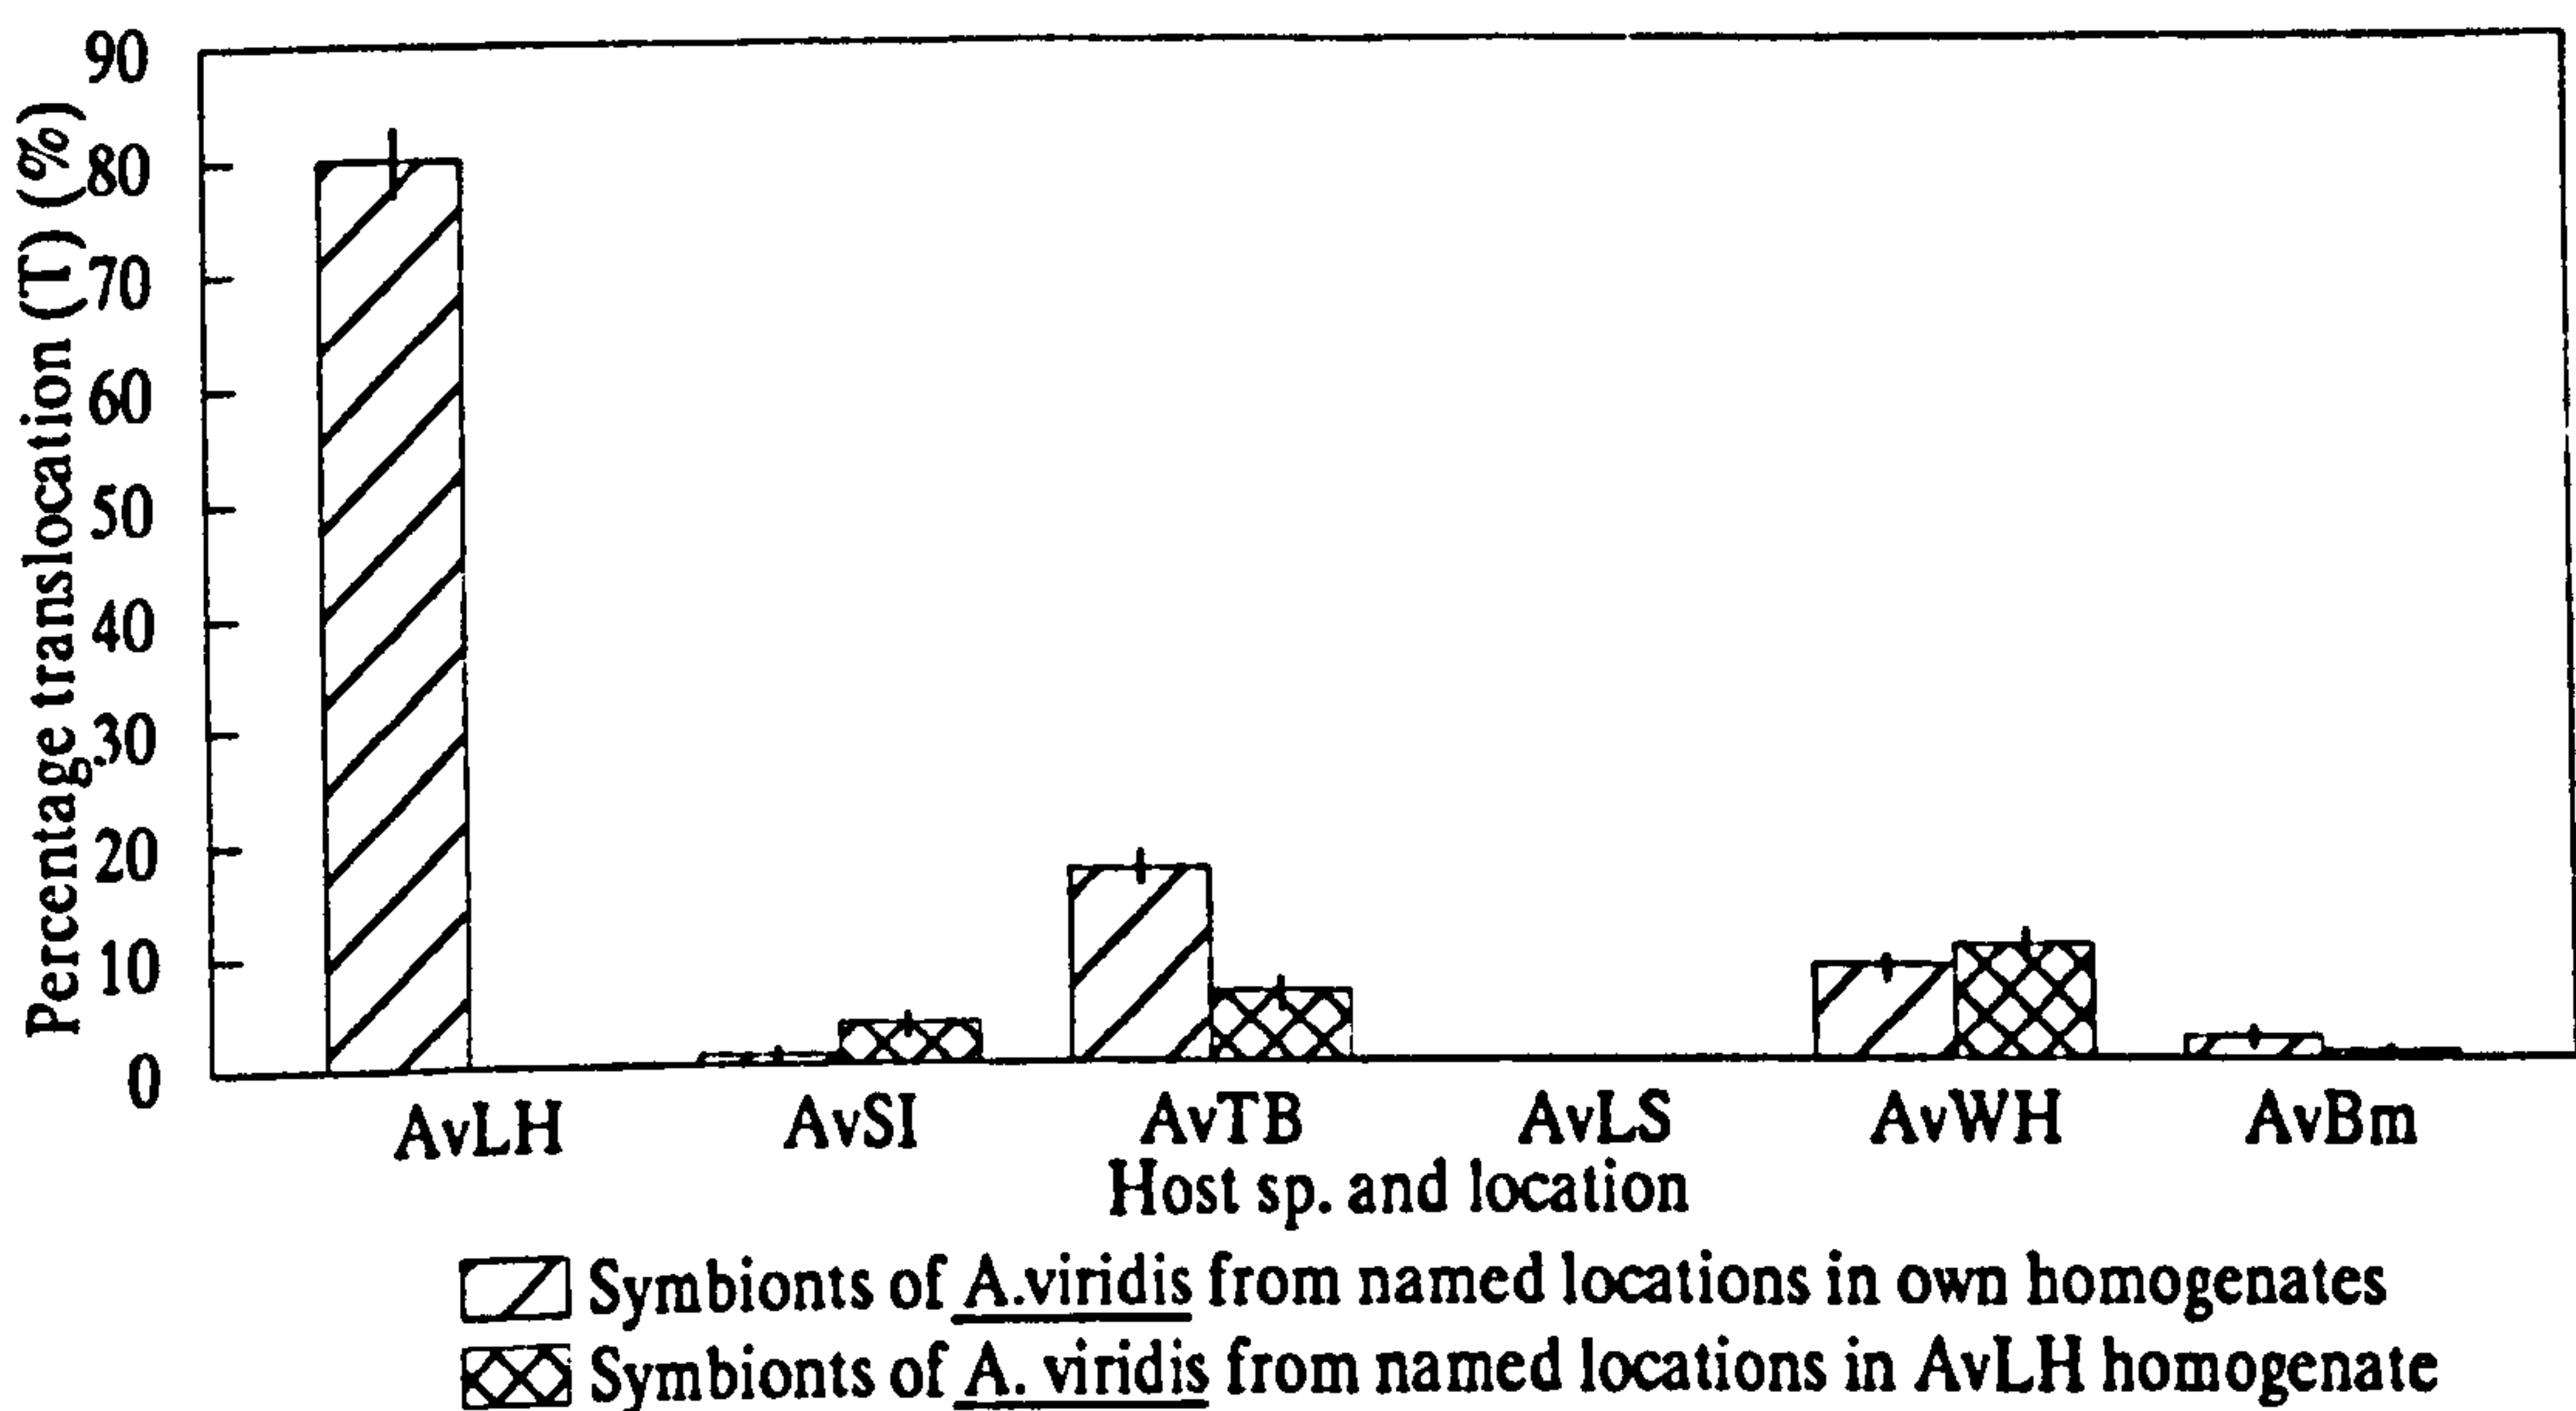 Percentage translocation (T) (%)
90
80
70
60
50
40
30
20
10
0
AvLH AvSI AvTB AvLS AvWH AvBm
Host sp. and location
Symbionts of A.viridis from named locations in own homogenates
Symbionts of A. viridis from named locations in AvLH homogenate